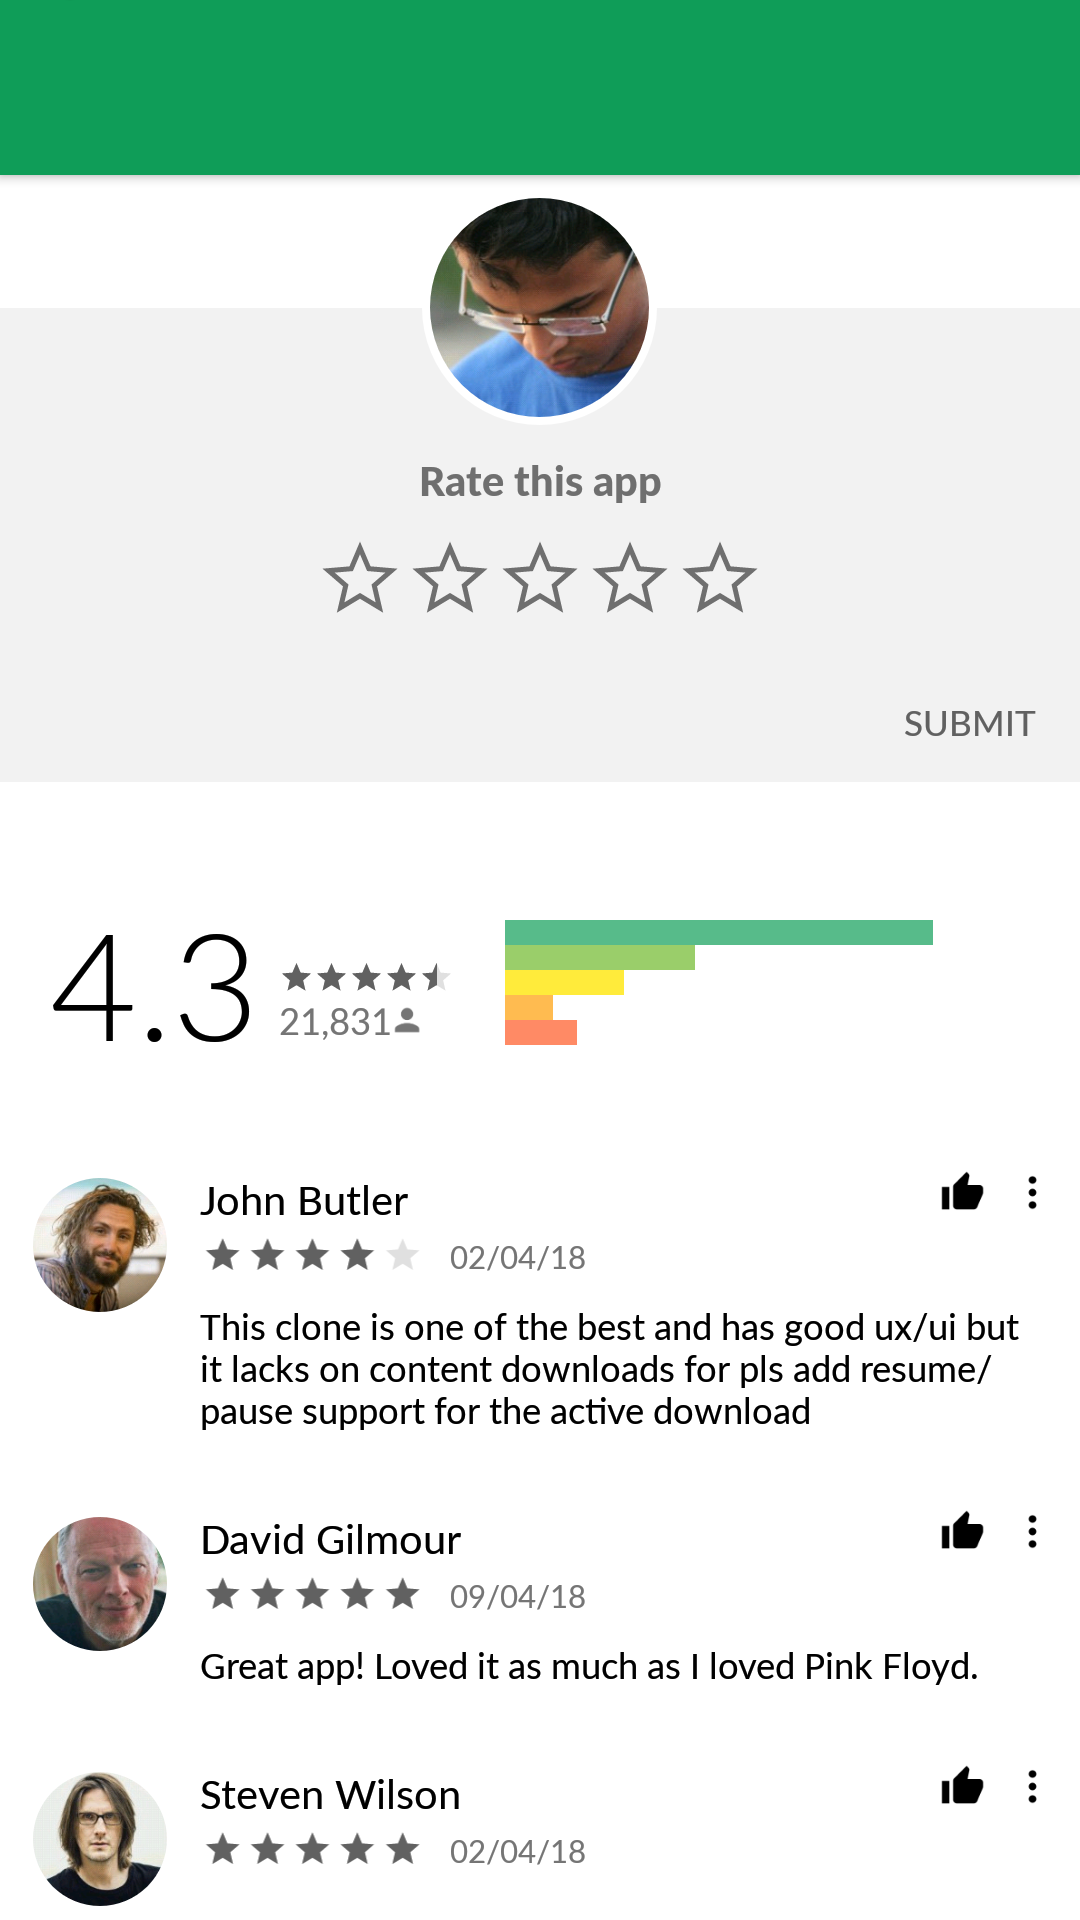 Rate this app
SUBMIT
4.3
21,831
John Butler
02/04/18
This clone is one of the best and has good ux/ui but
it lacks on content downloads for pls add resume/
pause support for the active download
David Gilmour
09/04/18
Great app! Loved it as much as I loved Pink Floyd.
Steven Wilson
02/04/18